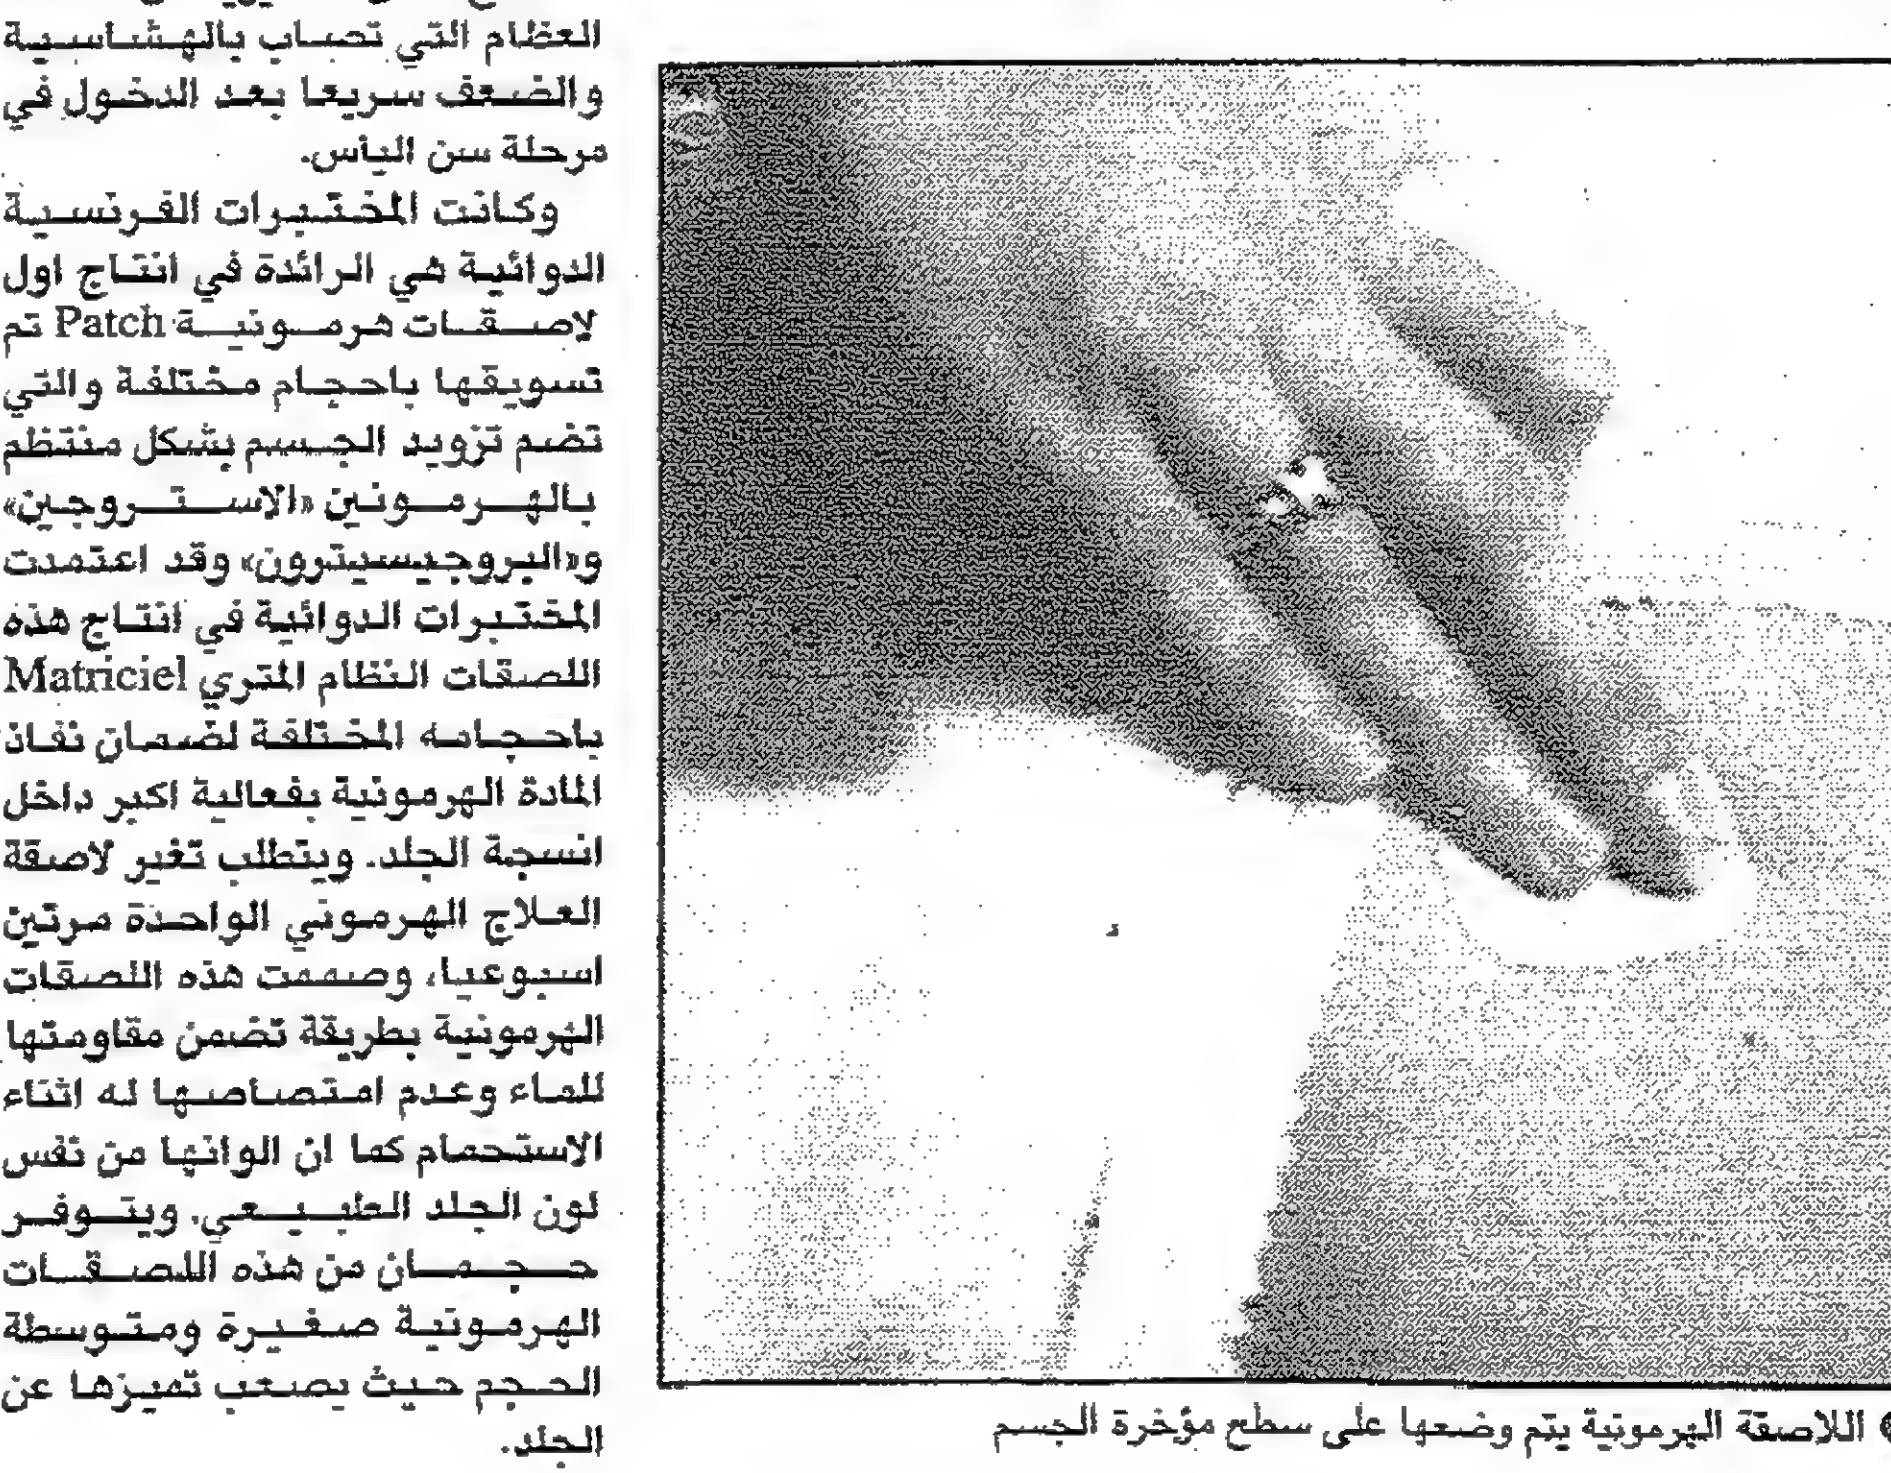 العظام التي تصاب بالهشاسية
والضعف سريعا بعد الدخول في
مرحلة سن اليأس.
وكانت المختبرات الفرنسية
الدوائية هي الرائدة في انتاج اول
لاصقات هرمونية Patch تم
تسويقها باحجام مختلفة والتي
تضم تزويد الجسم بشكل منتظم
بالهرمونين «الاستروجين»
و«البروجيسيترون» وقد اعتمدت
المختبرات الدوائية في انتاج هذه
اللصقات النظام المتري Matriciel
باحجامه المختلفة لضمان نفاذ
المادة الهرمونية بفعالية اكبر داخل
انسجة الجلد. ويتطلب تغير لاصقة
العلاج الهرموني الواحدة مرتين
اسبوعيا، وصممت هذه اللصقات
الهرمونية بطريقة تضمن مقاومتها
للماء وعدم امتصاصها له اثناء
الاستحمام كما ان الوانها من نفس
لون الجلد الطبيعي. ويتوفر
حجمان من هذه اللصقات
الهرمونية صغيرة ومتوسطة
الحجم حيث يصعب تميزها عن
الجلد.
اللاصقة الهرمونية يتم وضعها على سطح مؤخرة الجسم